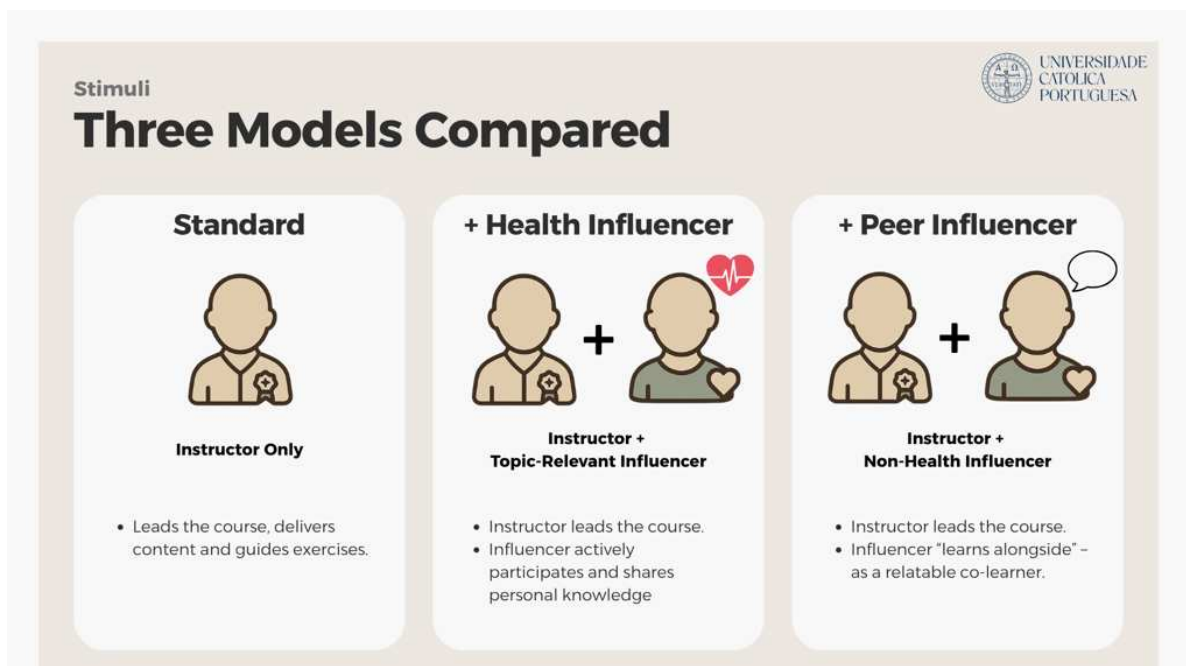 Stimuli
Three Models Compared
UNIVERSIDADE
CATOLICA
PORTUGUESA
Standard
Instructor Only
• Leads the course, delivers
content and guides exercises.
+ Health Influencer
+
Instructor +
Topic-Relevant Influencer
• Instructor leads the course.
• Influencer actively
participates and shares
personal knowledge
+ Peer Influencer
+
Instructor +
Non-Health Influencer
• Instructor leads the course.
• Influencer “learns alongside” –
as a relatable co-learner.